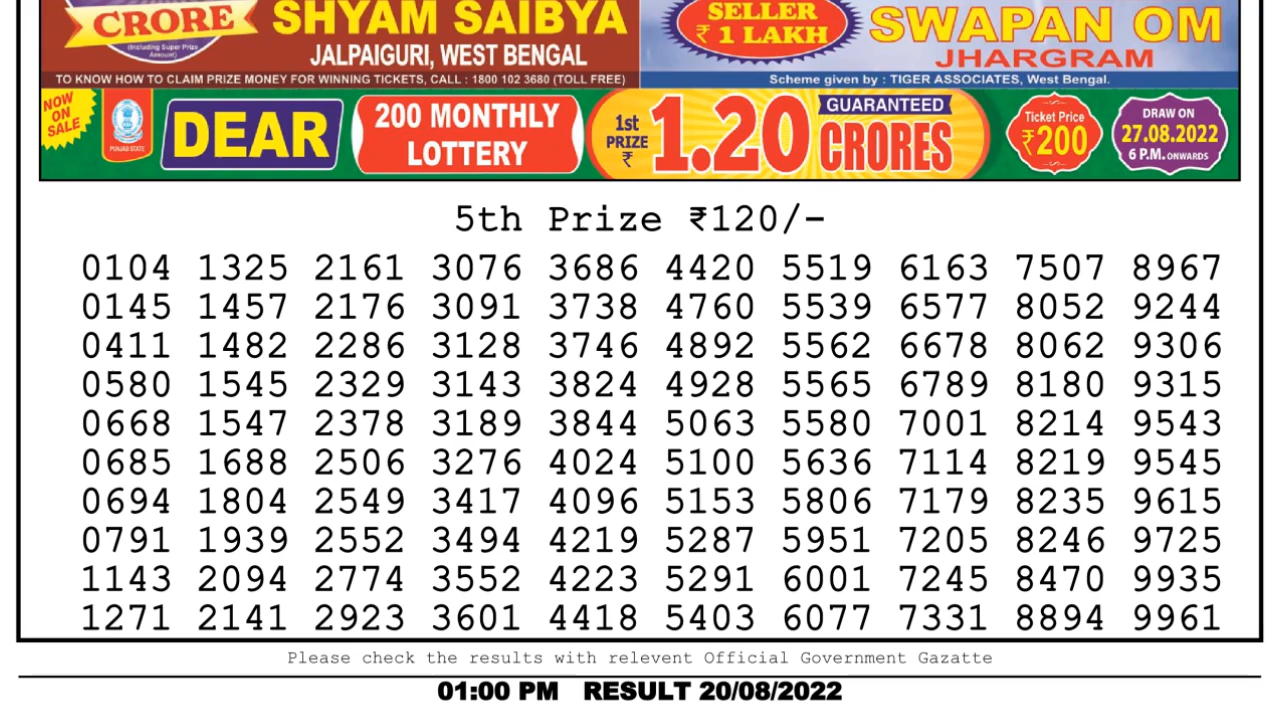 CRORE
(Including Super Prize Amount)
SHYAM SAIBYA
JALPAIGURI, WEST BENGAL
TO KNOW HOW TO CLAIM PRIZE MONEY FOR WINNING TICKETS, CALL : 1800 102 3680 (TOLL FREE)
SELLER
₹ 1 LAKH
SWAPAN OM
JHARGRAM
Scheme given by : TIGER ASSOCIATES, West Bengal.
NOW
ON
SALE
PUNJAB STATE
DEAR
200 MONTHLY
LOTTERY
1st
PRIZE
₹
1.20
GUARANTEED
CRORES
Ticket Price
₹200
DRAW ON
27.08.2022
6 P.M. ONWARDS
5th Prize ₹120/-
0104 1325 2161 3076 3686 4420 5519 6163 7507 8967
0145 1457 2176 3091 3738 4760 5539 6577 8052 9244
0411 1482 2286 3128 3746 4892 5562 6678 8062 9306
0580 1545 2329 3143 3824 4928 5565 6789 8180 9315
0668 1547 2378 3189 3844 5063 5580 7001 8214 9543
0685 1688 2506 3276 4024 5100 5636 7114 8219 9545
0694 1804 2549 3417 4096 5153 5806 7179 8235 9615
0791 1939 2552 3494 4219 5287 5951 7205 8246 9725
1143 2094 2774 3552 4223 5291 6001 7245 8470 9935
1271 2141 2923 3601 4418 5403 6077 7331 8894 9961
Please check the results with relevent Official Government Gazatte
01:00 PM RESULT 20/08/2022